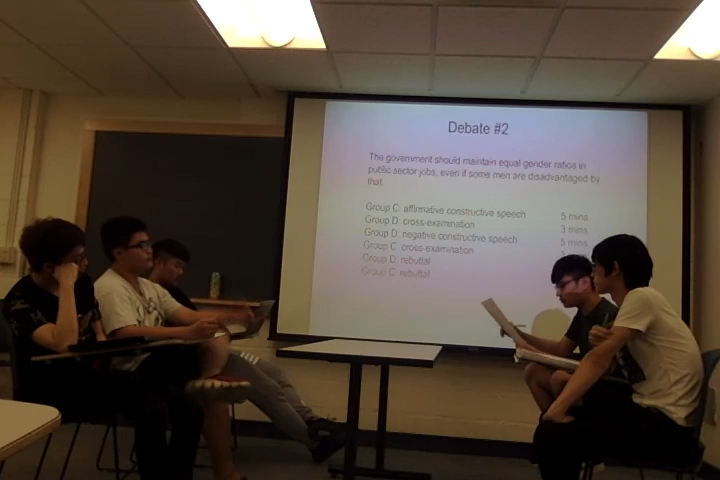 Debate #2
The government should maintain equal gender ratios in
public sector jobs, even if some men are disadvantaged by
that.
Group C: affirmative constructive speech 5 mins
Group D: cross-examination 3 mins
Group D: negative constructive speech 5 mins
Group C: cross-examination
Group D: rebuttal
Group C: rebuttal